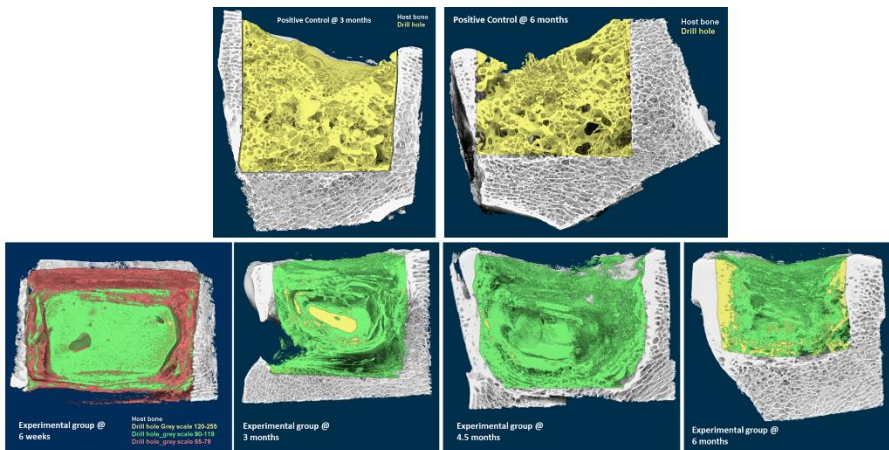 Positive Control @ 3 months
Host bone
Drill hole
Positive Control @ 6 months
Host bone
Drill hole
Experimental group @
6 weeks
Host bone
Drill hole Grey scale 120-255
Drill hole_grey scale 80-119
Drill hole_grey scale 65-79
Experimental group @
3 months
Experimental group @
4.5 months
Experimental group @
6 months